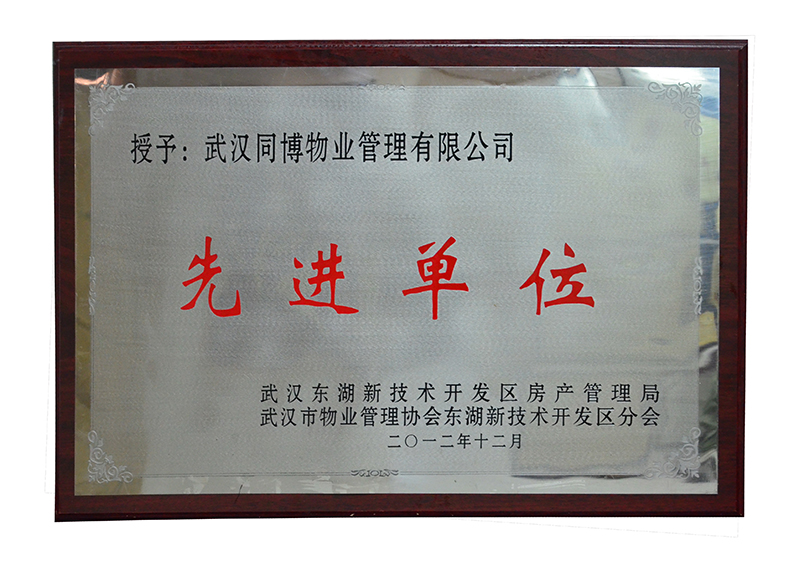 授予：武汉同博物业管理有限公司
先进单位
武汉东湖新技术开发区房产管理局
武汉市物业管理协会东湖新技术开发区分会
二〇一二年十二月